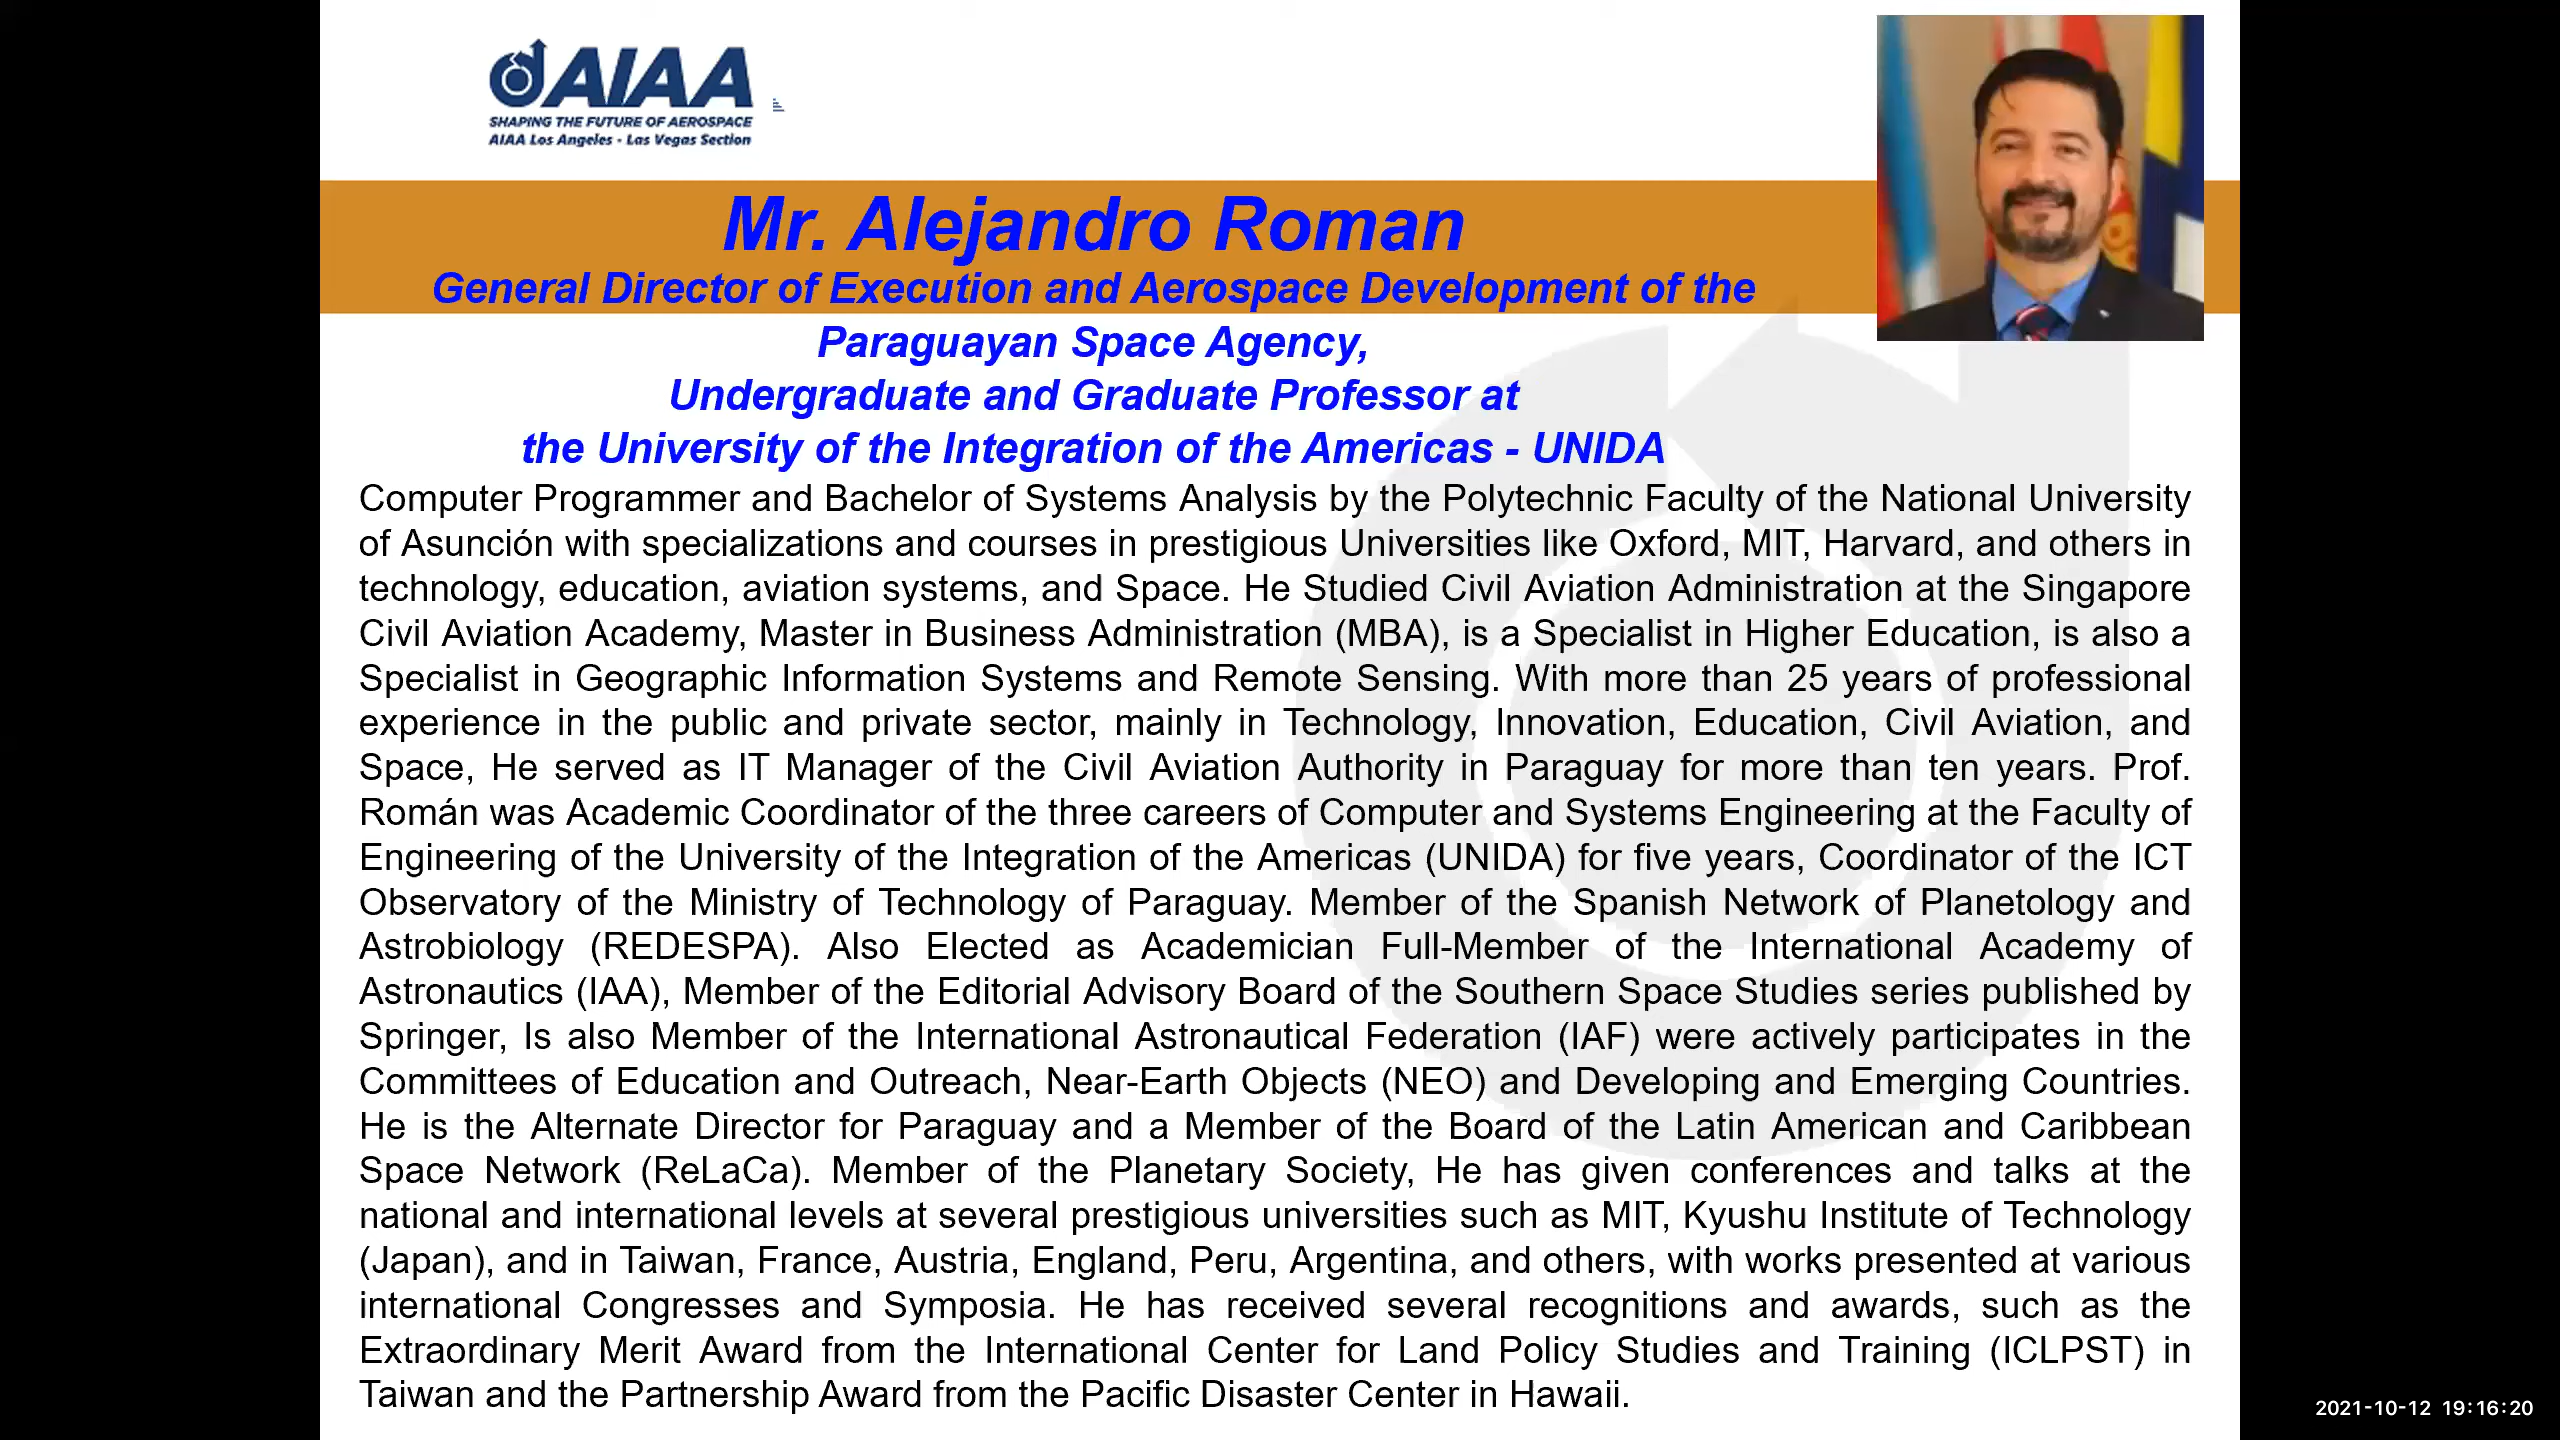 AIAA
SHAPING THE FUTURE OF AEROSPACE
AIAA Los Angeles - Las Vegas Section
Mr. Alejandro Roman
General Director of Execution and Aerospace Development of the
Paraguayan Space Agency,
Undergraduate and Graduate Professor at
the University of the Integration of the Americas - UNIDA
Computer Programmer and Bachelor of Systems Analysis by the Polytechnic Faculty of the National University
of Asunción with specializations and courses in prestigious Universities like Oxford, MIT, Harvard, and others in
technology, education, aviation systems, and Space. He Studied Civil Aviation Administration at the Singapore
Civil Aviation Academy, Master in Business Administration (MBA), is a Specialist in Higher Education, is also a
Specialist in Geographic Information Systems and Remote Sensing. With more than 25 years of professional
experience in the public and private sector, mainly in Technology, Innovation, Education, Civil Aviation, and
Space, He served as IT Manager of the Civil Aviation Authority in Paraguay for more than ten years. Prof.
Román was Academic Coordinator of the three careers of Computer and Systems Engineering at the Faculty of
Engineering of the University of the Integration of the Americas (UNIDA) for five years, Coordinator of the ICT
Observatory of the Ministry of Technology of Paraguay. Member of the Spanish Network of Planetology and
Astrobiology (REDESPA). Also Elected as Academician Full-Member of the International Academy of
Astronautics (IAA), Member of the Editorial Advisory Board of the Southern Space Studies series published by
Springer, Is also Member of the International Astronautical Federation (IAF) were actively participates in the
Committees of Education and Outreach, Near-Earth Objects (NEO) and Developing and Emerging Countries.
He is the Alternate Director for Paraguay and a Member of the Board of the Latin American and Caribbean
Space Network (ReLaCa). Member of the Planetary Society, He has given conferences and talks at the
national and international levels at several prestigious universities such as MIT, Kyushu Institute of Technology
(Japan), and in Taiwan, France, Austria, England, Peru, Argentina, and others, with works presented at various
international Congresses and Symposia. He has received several recognitions and awards, such as the
Extraordinary Merit Award from the International Center for Land Policy Studies and Training (ICLPST) in
Taiwan and the Partnership Award from the Pacific Disaster Center in Hawaii.
2021-10-12 19:16:20